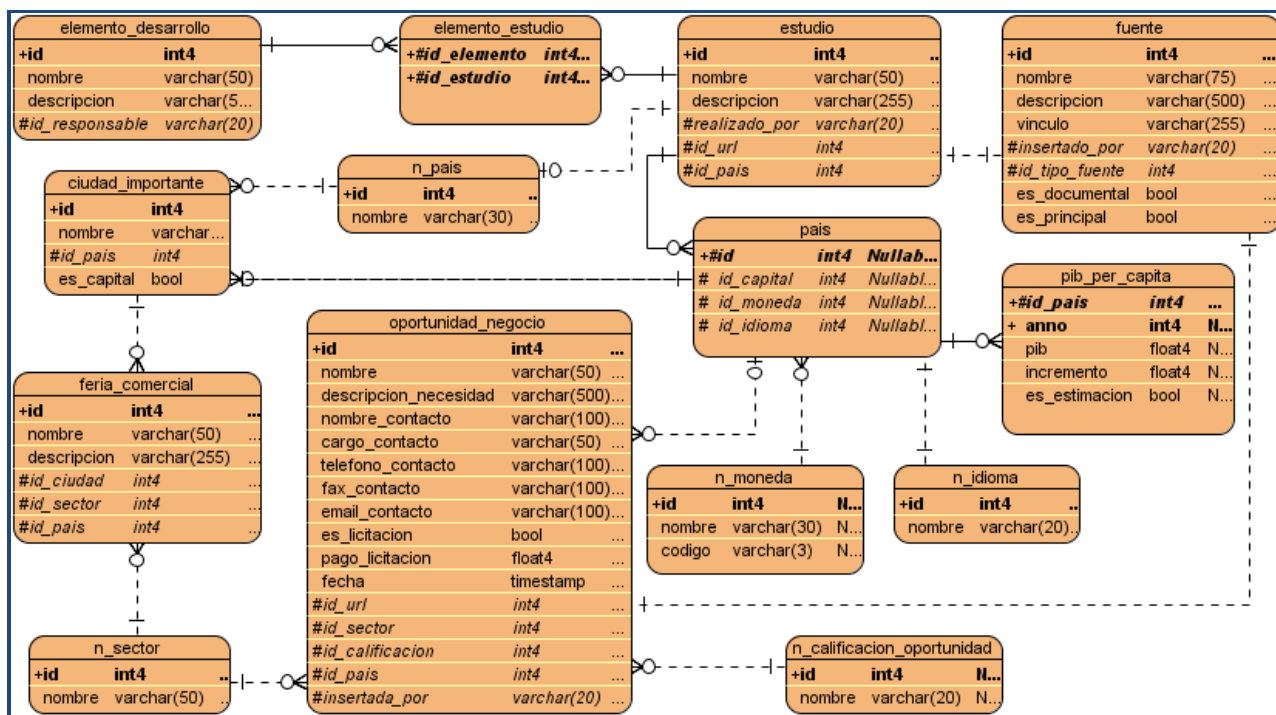 elemento_desarrollo
+id int4
nombre varchar(50)
descripcion varchar(5...
#id_responsable varchar(20)
elemento_estudio
+#id_elemento int4...
+#id_estudio int4...
estudio
+id int4 ..
nombre varchar(50) ..
descripcion varchar(255) ..
#realizado_por varchar(20) ..
#id_url int4 ..
#id_pais int4 ..
fuente
+id int4 ...
nombre varchar(75) ...
descripcion varchar(500) ...
vinculo varchar(255) ...
#insertado_por varchar(20) ...
#id_tipo_fuente int4 ...
es_documental bool ...
es_principal bool ...
n_pais
+id int4 ..
nombre varchar(30) ..
ciudad_importante
+id int4 ...
nombre varchar... ...
#id_pais int4
es_capital bool ...
pais
+#id int4 Nullab...
# id_capital int4 Nullabl...
# id_moneda int4 Nullabl...
# id_idioma int4 Nullabl...
pib_per_capita
+#id_pais int4 ...
+ anno int4 N...
pib float4 N...
incremento float4 N...
es_estimacion bool N...
oportunidad_negocio
+id int4 ...
nombre varchar(50) ...
descripcion_necesidad varchar(500)...
nombre_contacto varchar(100)...
cargo_contacto varchar(50) ...
telefono_contacto varchar(100)...
fax_contacto varchar(100)...
email_contacto varchar(100)...
es_licitacion bool ...
pago_licitacion float4 ...
fecha timestamp ...
#id_url int4 ...
#id_sector int4 ...
#id_calificacion int4 ...
#id_pais int4 ...
#insertada_por varchar(20) ...
feria_comercial
+id int4 ...
nombre varchar(50) ...
descripcion varchar(255) ...
#id_ciudad int4 ...
#id_sector int4 ...
#id_pais int4 ...
n_moneda
+id int4 N...
nombre varchar(30) N...
codigo varchar(3) N...
n_idioma
+id int4 ..
nombre varchar(20)..
n_sector
+id int4 ..
nombre varchar(50) ..
n_calificacion_oportunidad
+id int4 N...
nombre varchar(20) N...